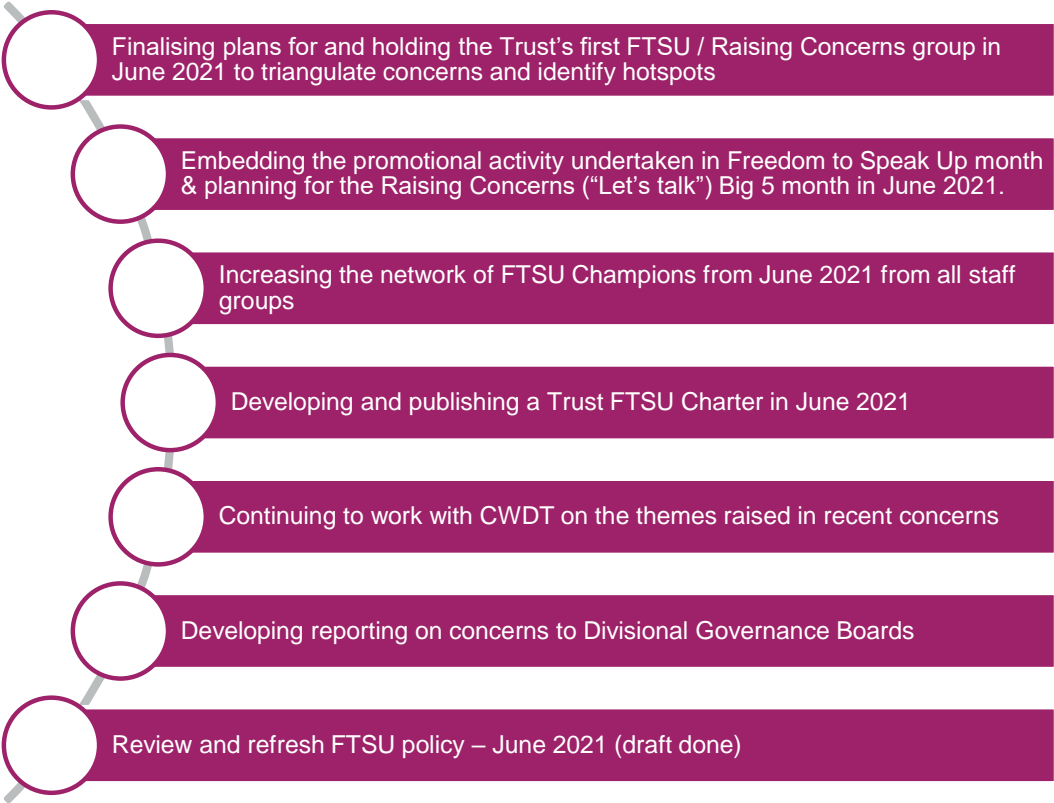 Finalising plans for and holding the Trust’s first FTSU / Raising Concerns group in
June 2021 to triangulate concerns and identify hotspots
Embedding the promotional activity undertaken in Freedom to Speak Up month
& planning for the Raising Concerns (“Let’s talk”) Big 5 month in June 2021.
Increasing the network of FTSU Champions from June 2021 from all staff
groups
Developing and publishing a Trust FTSU Charter in June 2021
Continuing to work with CWDT on the themes raised in recent concerns
Developing reporting on concerns to Divisional Governance Boards
Review and refresh FTSU policy – June 2021 (draft done)